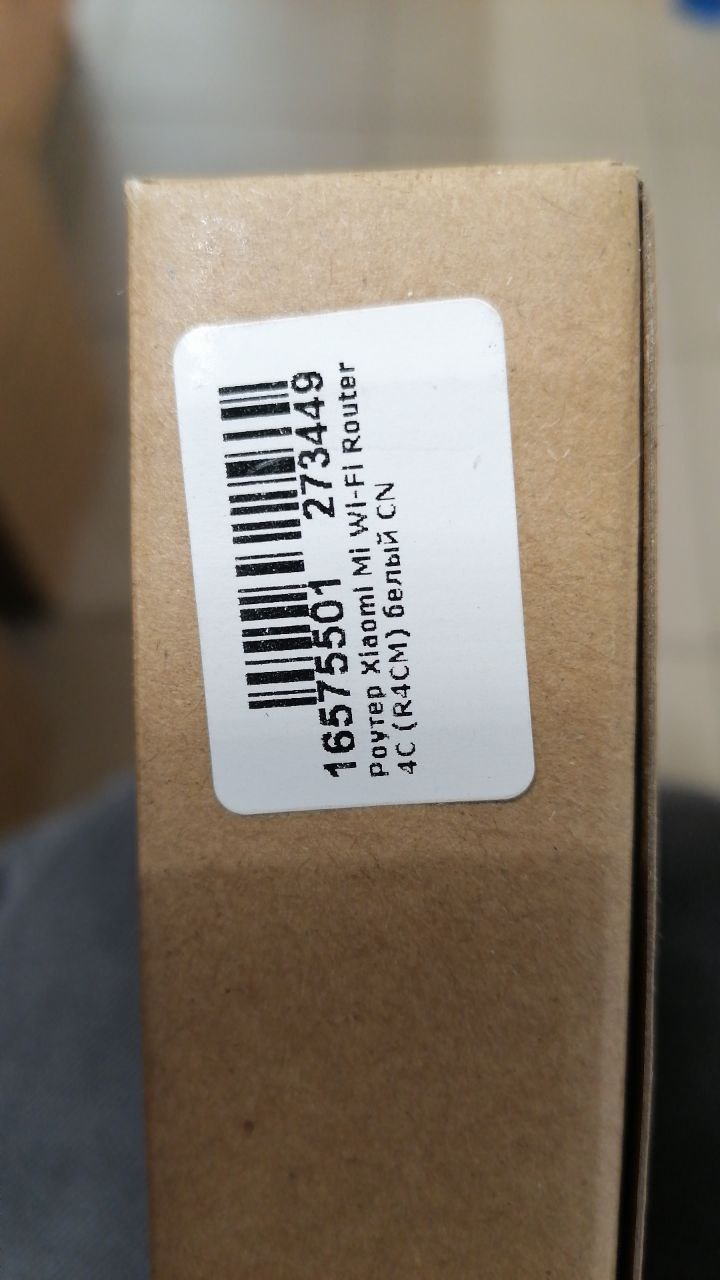 16575501 273449
Роутер Xiaomi Mi Wi-Fi Router
4C (R4CM) белый CN